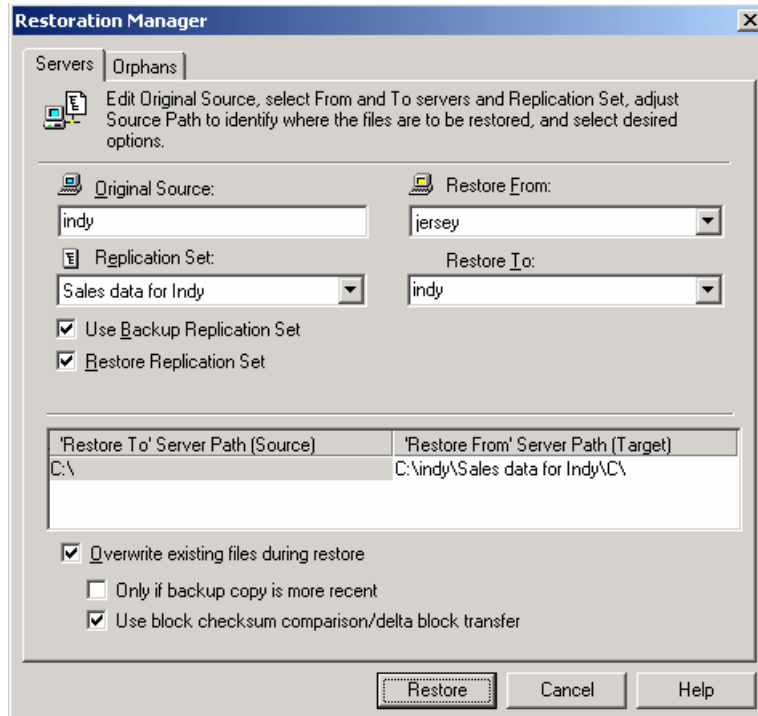 Restoration Manager
Servers
Orphans
Edit Original Source, select From and To servers and Replication Set, adjust
Source Path to identify where the files are to be restored, and select desired
options.
Original Source:
Restore From:
indy
jersey
Replication Set:
Restore To:
Sales data for Indy
indy
Use Backup Replication Set
Restore Replication Set
'Restore To' Server Path (Source)
'Restore From' Server Path (Target)
C:\
C:\indy\Sales data for Indy\C\
Overwrite existing files during restore
Only if backup copy is more recent
Use block checksum comparison/delta block transfer
Restore
Cancel
Help